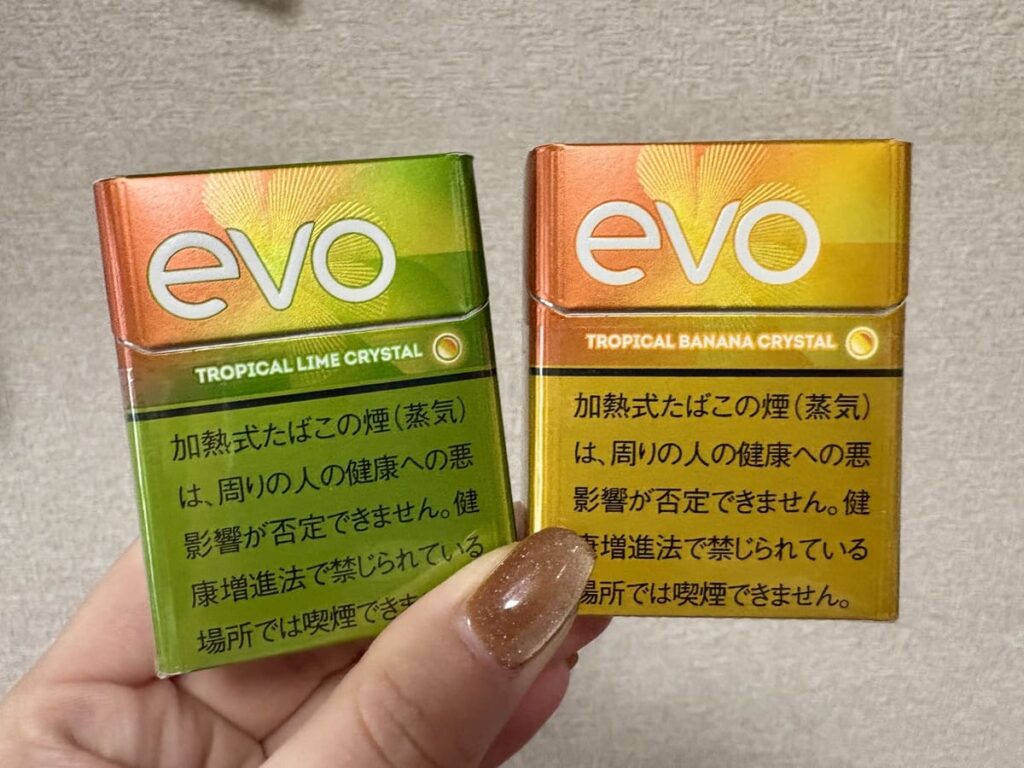 evo
TROPICAL LIME CRYSTAL
加熱式たばこの煙(蒸気)
は、周りの人の健康への悪
影響が否定できません。健
康増進法で禁じられている
場所では喫煙できま
evo
TROPICAL BANANA CRYSTAL
加熱式たばこの煙(蒸気)
は、周りの人の健康への悪
影響が否定できません。健
康増進法で禁じられている
場所では喫煙できません。